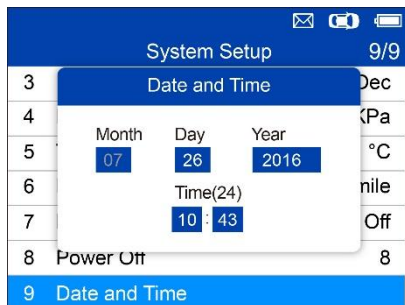 System Setup 9/9
Date and Time
3 Dec
4 KPa
Month Day Year
5 07 26 2016 °C
6 Time(24) mile
7 10 : 43 Off
8 Power Off 8
9 Date and Time